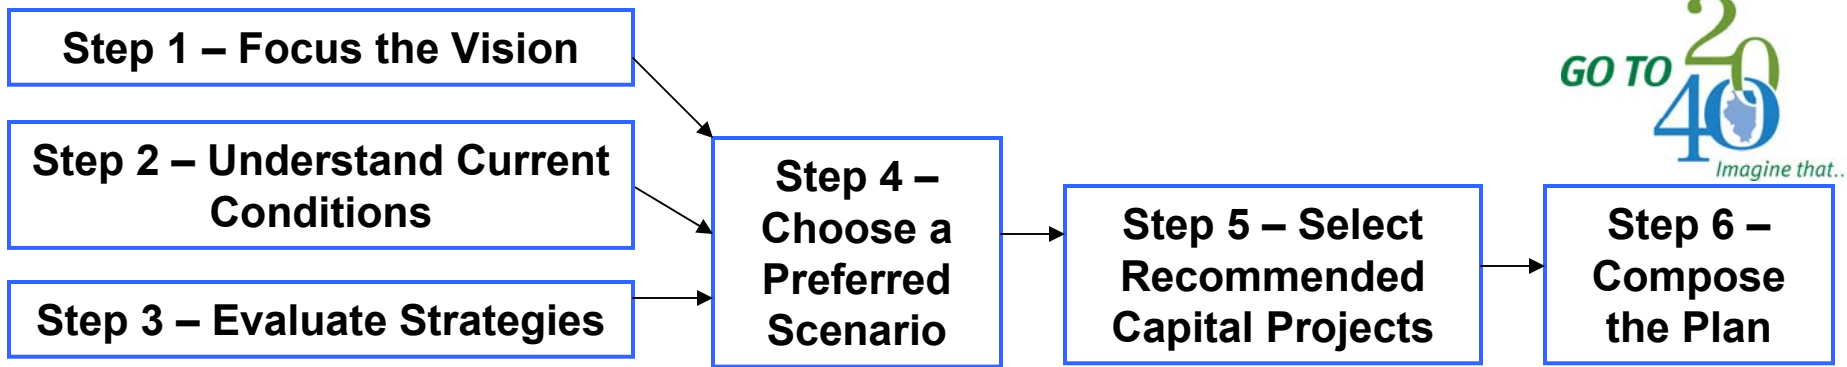 Step 1 – Focus the Vision
Step 2 – Understand Current
Conditions
Step 3 – Evaluate Strategies
Step 4 –
Choose a
Preferred
Scenario
Step 5 – Select
Recommended
Capital Projects
Step 6 –
Compose
the Plan
GO TO 20
40
Imagine that..